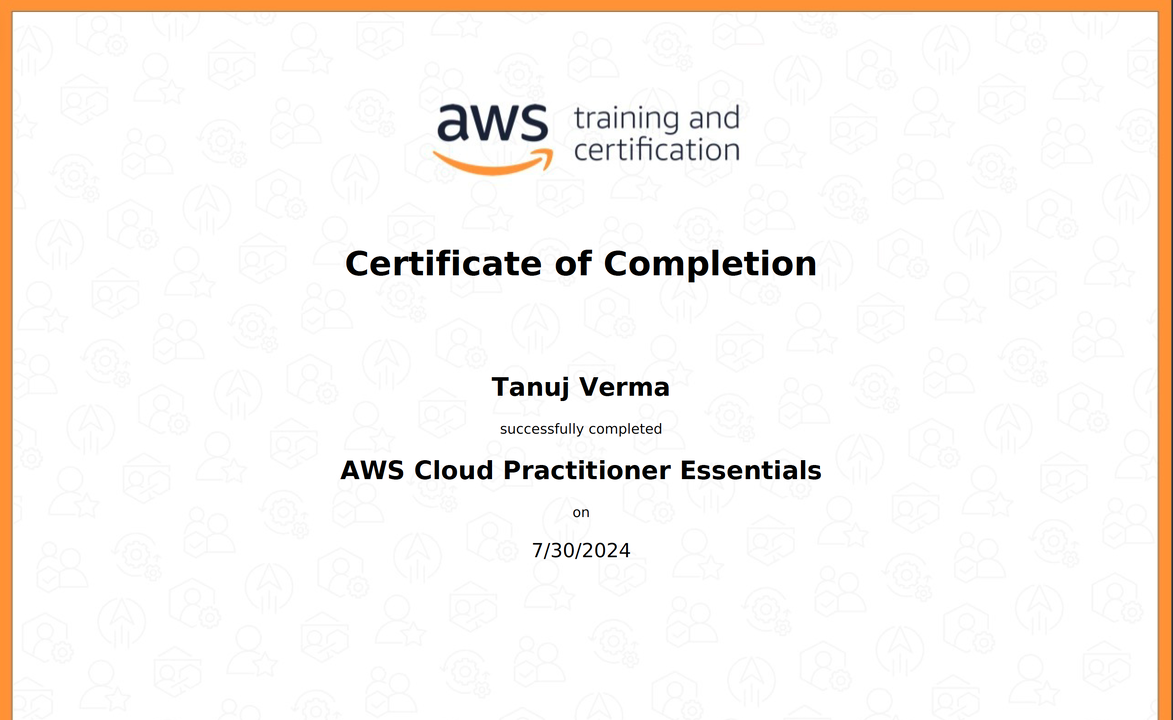 aws training and
certification
Certificate of Completion
Tanuj Verma
successfully completed
AWS Cloud Practitioner Essentials
on
7/30/2024